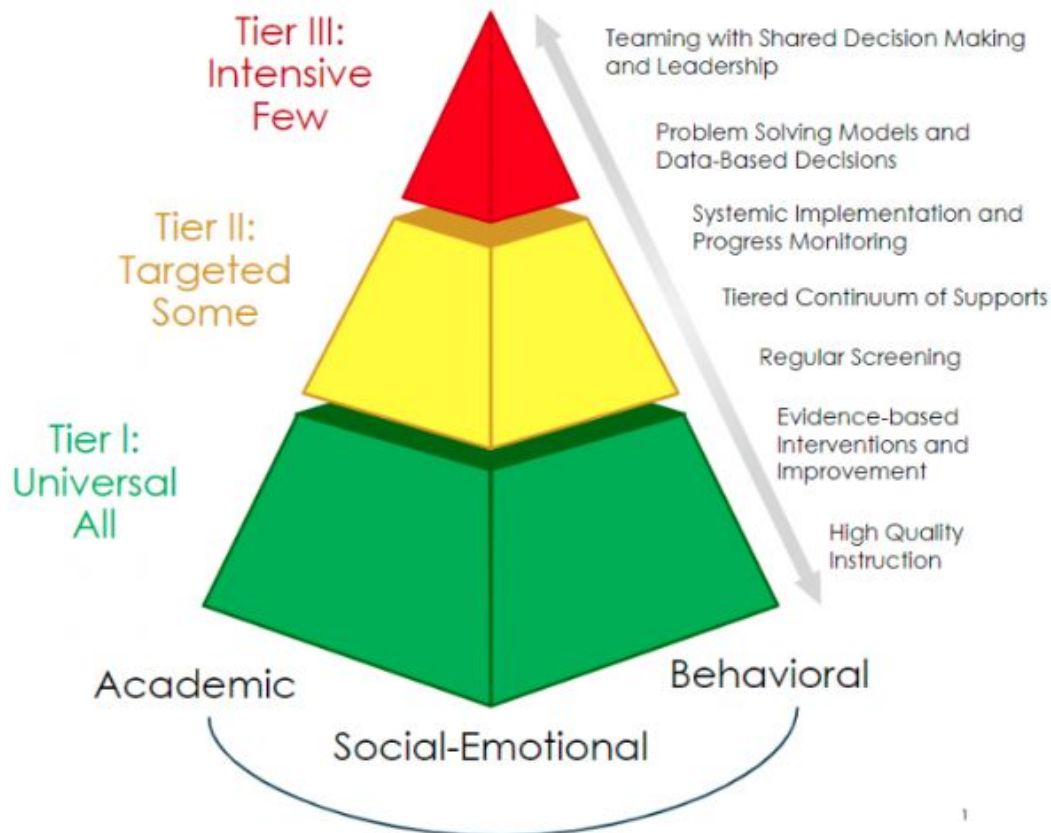 Tier III:
Intensive
Few
Tier II:
Targeted
Some
Tier I:
Universal
All
Teaming with Shared Decision Making
and Leadership
Problem Solving Models and
Data-Based Decisions
Systemic Implementation and
Progress Monitoring
Tiered Continuum of Supports
Regular Screening
Evidence-based
Interventions and
Improvement
High Quality
Instruction
Academic
Behavioral
Social-Emotional
1